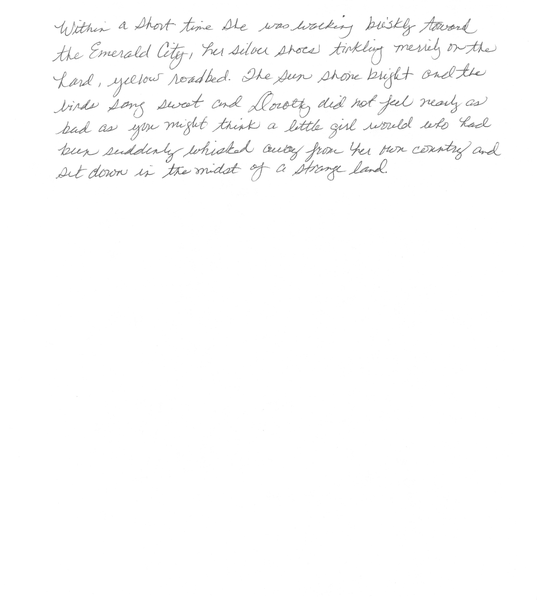 Within a short time she was walking briskly toward
the Emerald City, her silver shoes tinkling merrily on the
hard, yellow roadbed. The sun shone bright and the
birds sang sweet and Dorothy did not feel nearly as
bad as you might think a little girl would who had
been suddenly whisked away from her own country and
set down in the midst of a strange land.